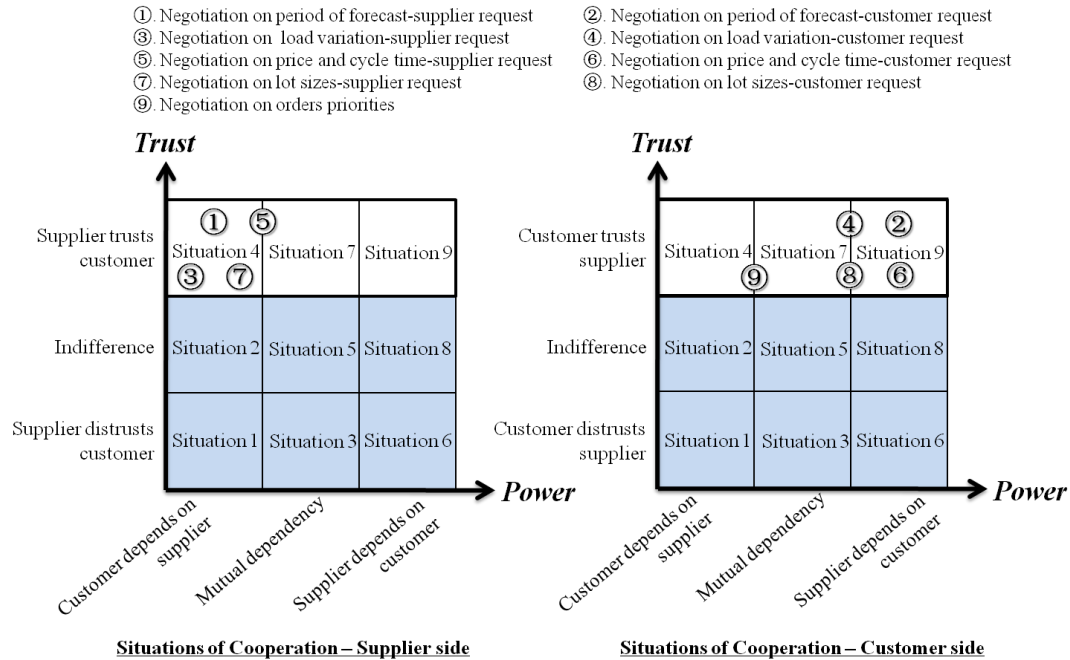 ①. Negotiation on period of forecast-supplier request
②. Negotiation on period of forecast-customer request
③. Negotiation on load variation-supplier request
④. Negotiation on load variation-customer request
⑤. Negotiation on price and cycle time-supplier request
⑥. Negotiation on price and cycle time-customer request
⑦. Negotiation on lot sizes-supplier request
⑧. Negotiation on lot sizes-customer request
⑨. Negotiation on orders priorities
Trust
Supplier trusts
customer
Indifference
Supplier distrusts
customer
① ⑤
Situation 4 Situation 7 Situation 9
③ ⑦
Situation 2 Situation 5 Situation 8
Situation 1 Situation 3 Situation 6
Power
Customer depends on
supplier
Mutual dependency
Supplier depends on
customer
Situations of Cooperation – Supplier side
Trust
Customer trusts
supplier
Indifference
Customer distrusts
supplier
④ ②
Situation 4 Situation 7 Situation 9
⑨ ⑧ ⑥
Situation 2 Situation 5 Situation 8
Situation 1 Situation 3 Situation 6
Power
Customer depends on
supplier
Mutual dependency
Supplier depends on
customer
Situations of Cooperation – Customer side